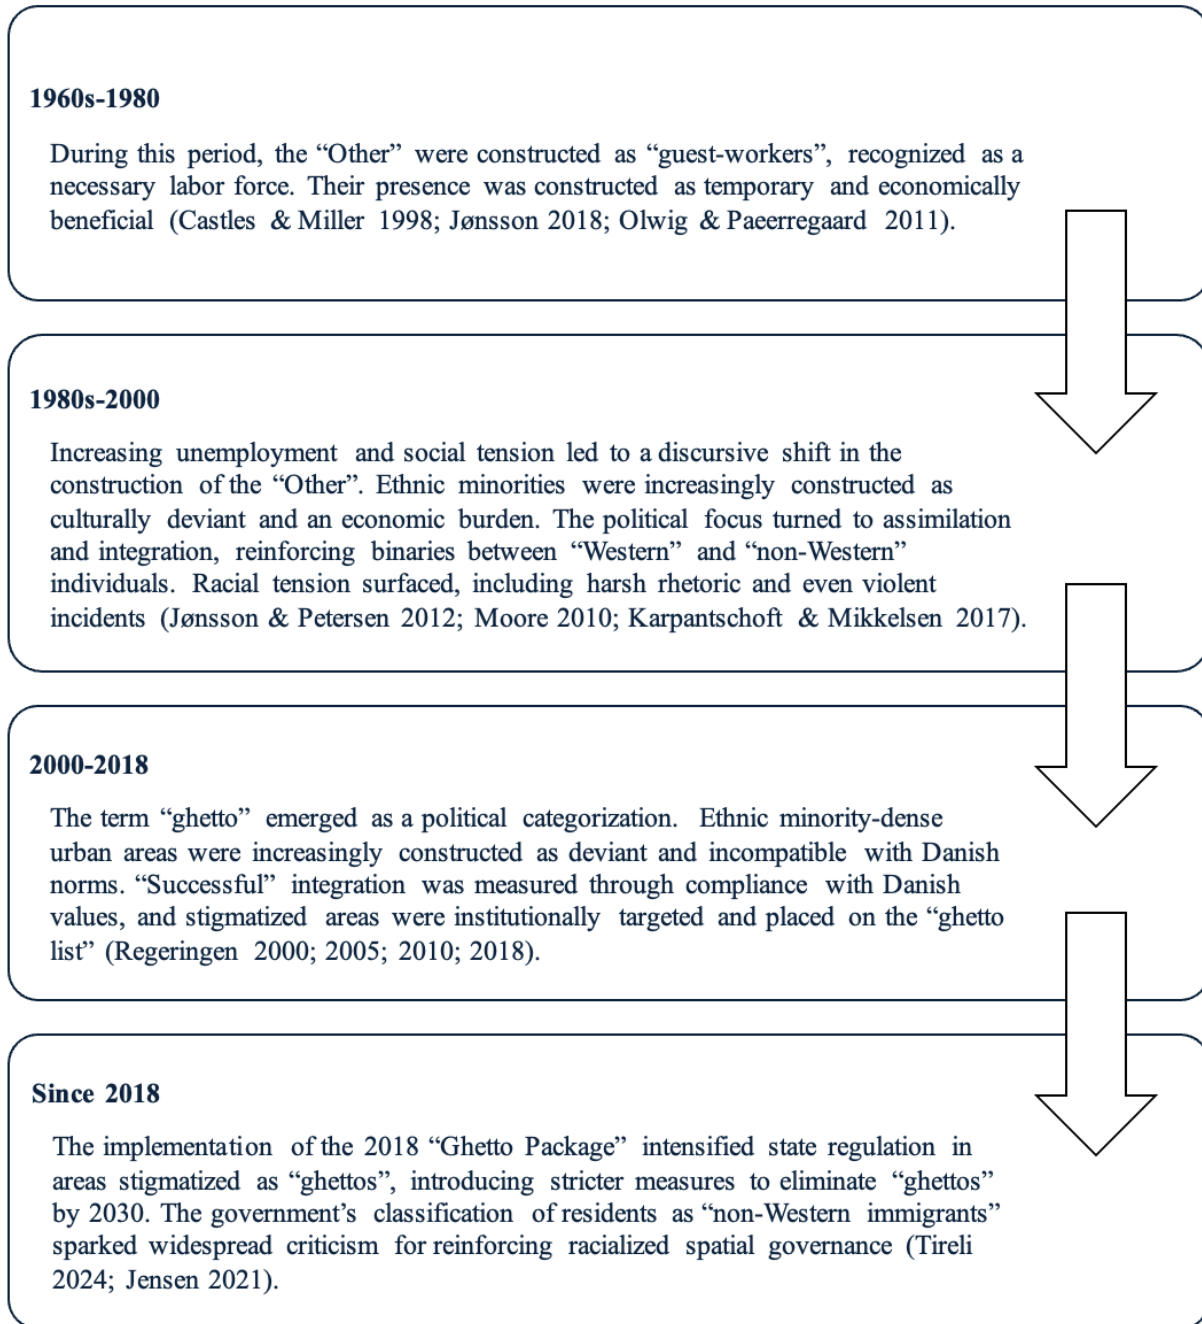 1960s-1980
During this period, the “Other” were constructed as “guest-workers”, recognized as a
necessary labor force. Their presence was constructed as temporary and economically
beneficial (Castles & Miller 1998; Jønsson 2018; Olwig & Paeerregaard 2011).
1980s-2000
Increasing unemployment and social tension led to a discursive shift in the
construction of the “Other”. Ethnic minorities were increasingly constructed as
culturally deviant and an economic burden. The political focus turned to assimilation
and integration, reinforcing binaries between “Western” and “non-Western”
individuals. Racial tension surfaced, including harsh rhetoric and even violent
incidents (Jønsson & Petersen 2012; Moore 2010; Karpantschoft & Mikkelsen 2017).
2000-2018
The term “ghetto” emerged as a political categorization. Ethnic minority-dense
urban areas were increasingly constructed as deviant and incompatible with Danish
norms. “Successful” integration was measured through compliance with Danish
values, and stigmatized areas were institutionally targeted and placed on the “ghetto
list” (Regeringen 2000; 2005; 2010; 2018).
Since 2018
The implementation of the 2018 “Ghetto Package” intensified state regulation in
areas stigmatized as “ghettos”, introducing stricter measures to eliminate “ghettos”
by 2030. The government’s classification of residents as “non-Western immigrants”
sparked widespread criticism for reinforcing racialized spatial governance (Tireli
2024; Jensen 2021).